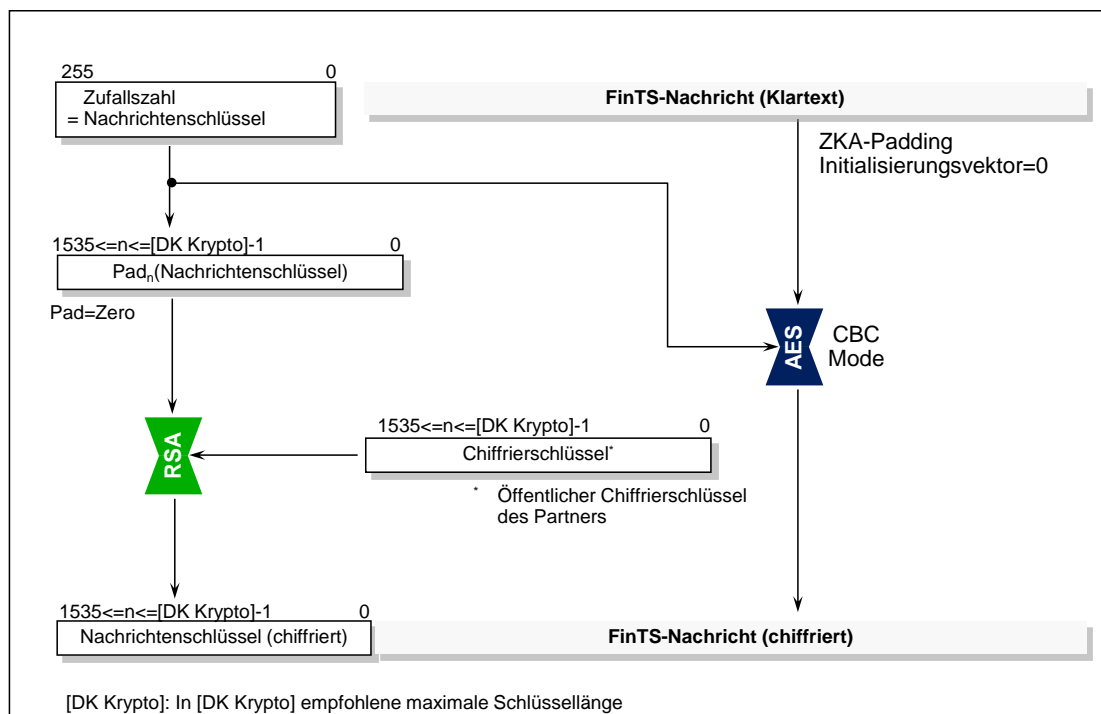 255 0
Zufallszahl
= Nachrichtenschlüssel
FinTS-Nachricht (Klartext)
ZKA-Padding
Initialisierungsvektor=0
1535<=n<=[DK Krypto]-1 0
Padn(Nachrichtenschlüssel)
Pad=Zero
AES
CBC
Mode
RSA
1535<=n<=[DK Krypto]-1 0
Chiffrierschlüssel*
* Öffentlicher Chiffrierschlüssel
des Partners
1535<=n<=[DK Krypto]-1 0
Nachrichtenschlüssel (chiffriert)
FinTS-Nachricht (chiffriert)
[DK Krypto]: In [DK Krypto] empfohlene maximale Schlüssellänge